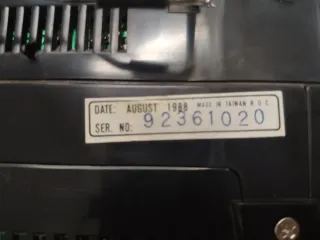 DATE: AUGUST 1988 MADE IN TAIWAN R.O.C.
SER. NO: 92361020